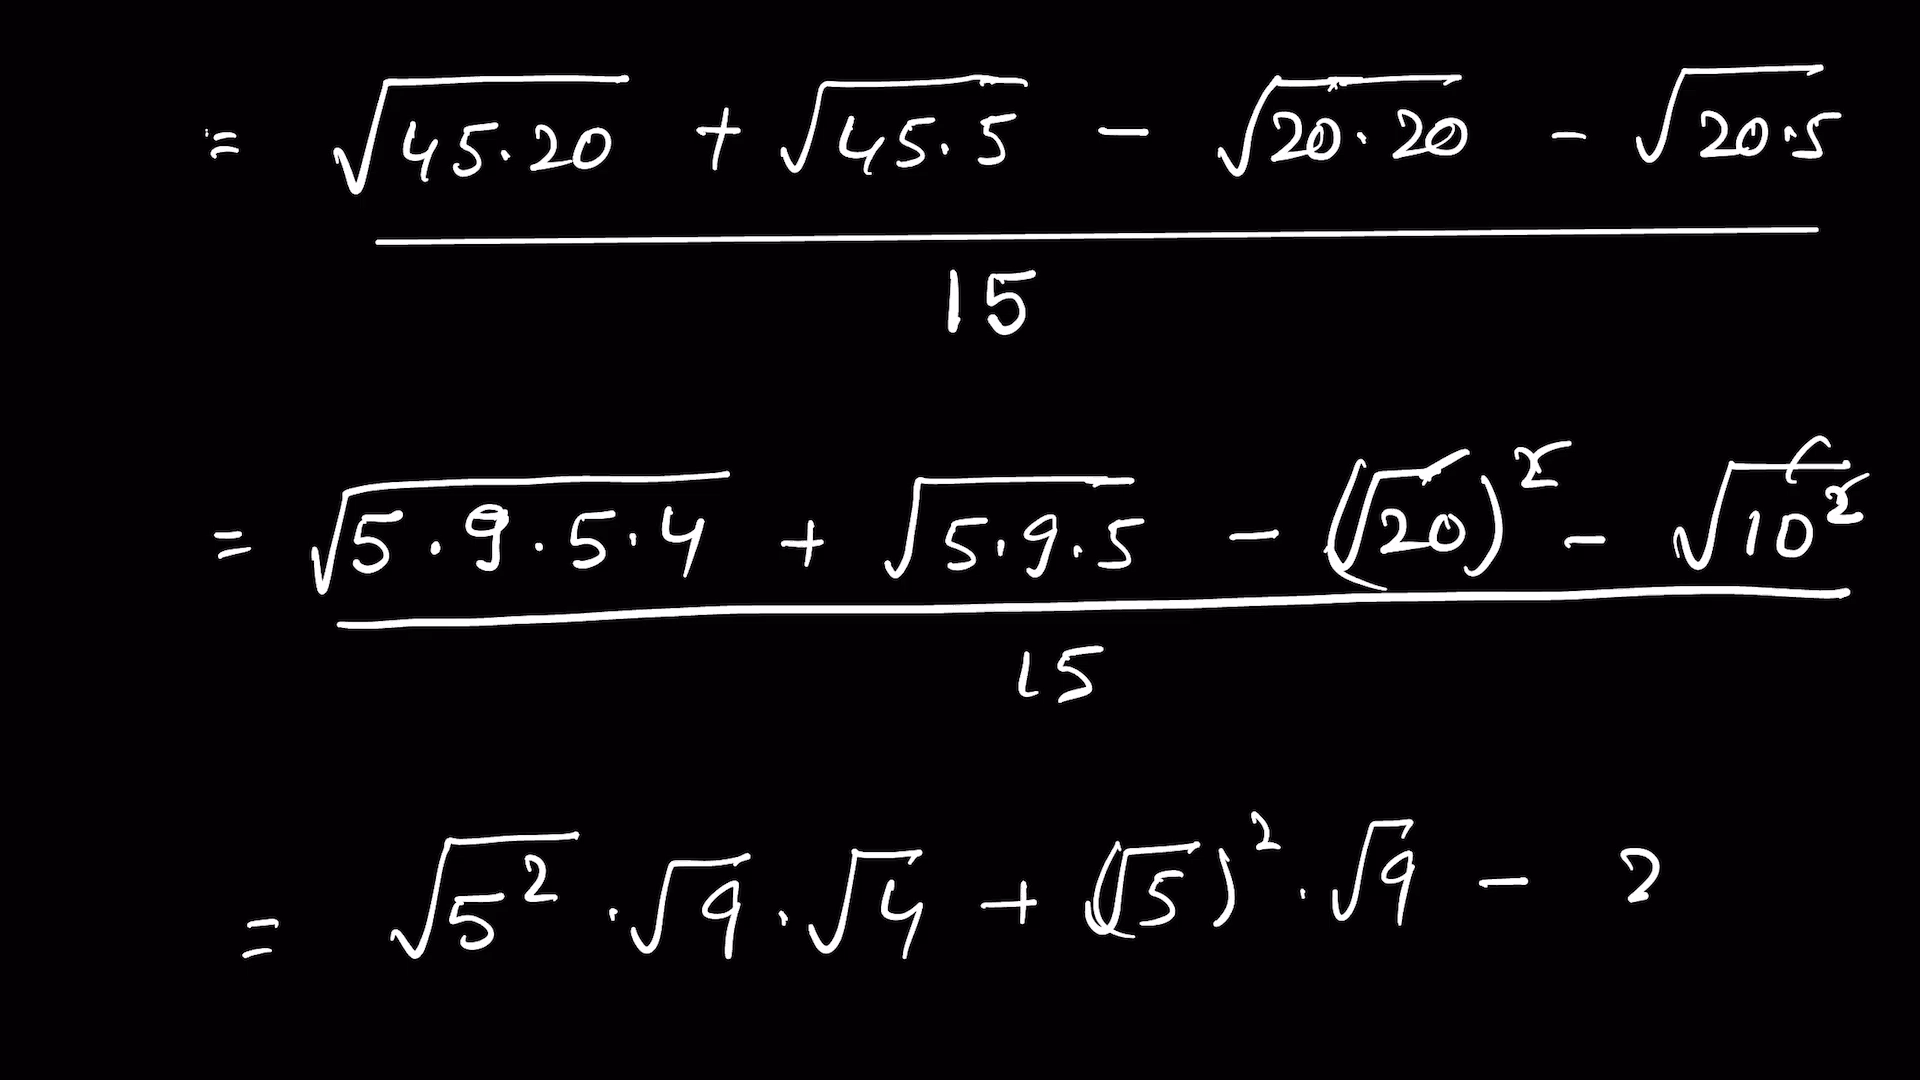 = √45·20 + √45·5 - √20·20 - √20·5
15
= √5·9·5·4 + √5·9·5 - (√20)² - √10²
15
= √5² · √9 · √4 + (√5)² · √9 - 2